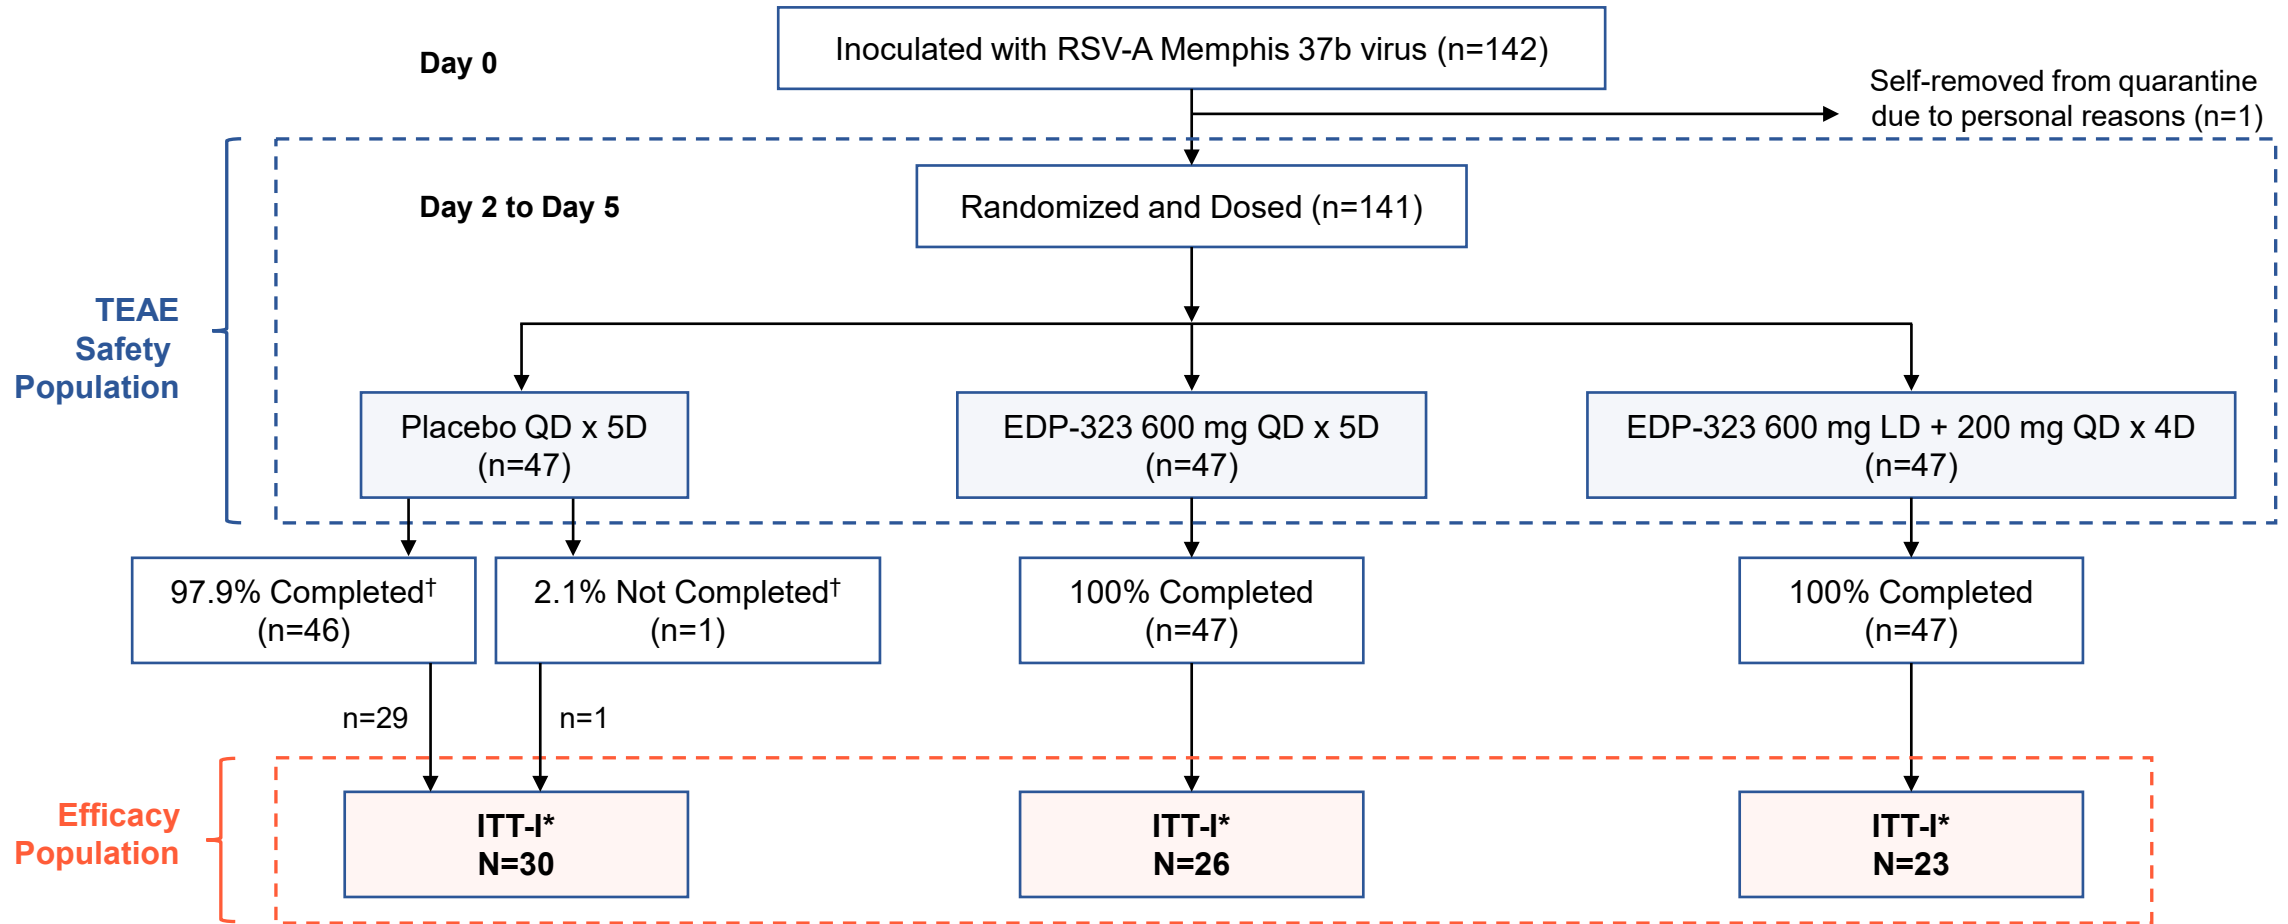 Inoculated with RSV-A Memphis 37b virus (n=142)
Day 0
Self-removed from quarantine
due to personal reasons (n=1)
Day 2 to Day 5
Randomized and Dosed (n=141)
TEAE
Safety
Population
Placebo QD x 5D
(n=47)
EDP-323 600 mg QD x 5D
(n=47)
EDP-323 600 mg LD + 200 mg QD x 4D
(n=47)
97.9% Completed†
(n=46)
2.1% Not Completed†
(n=1)
100% Completed
(n=47)
100% Completed
(n=47)
n=29
n=1
Efficacy
Population
ITT-I*
N=30
ITT-I*
N=26
ITT-I*
N=23